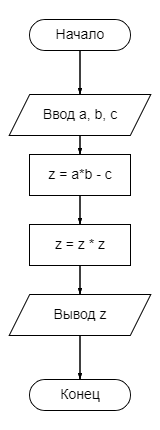 Начало
Ввод a, b, c
z = a*b - c
z = z * z
Вывод z
Конец